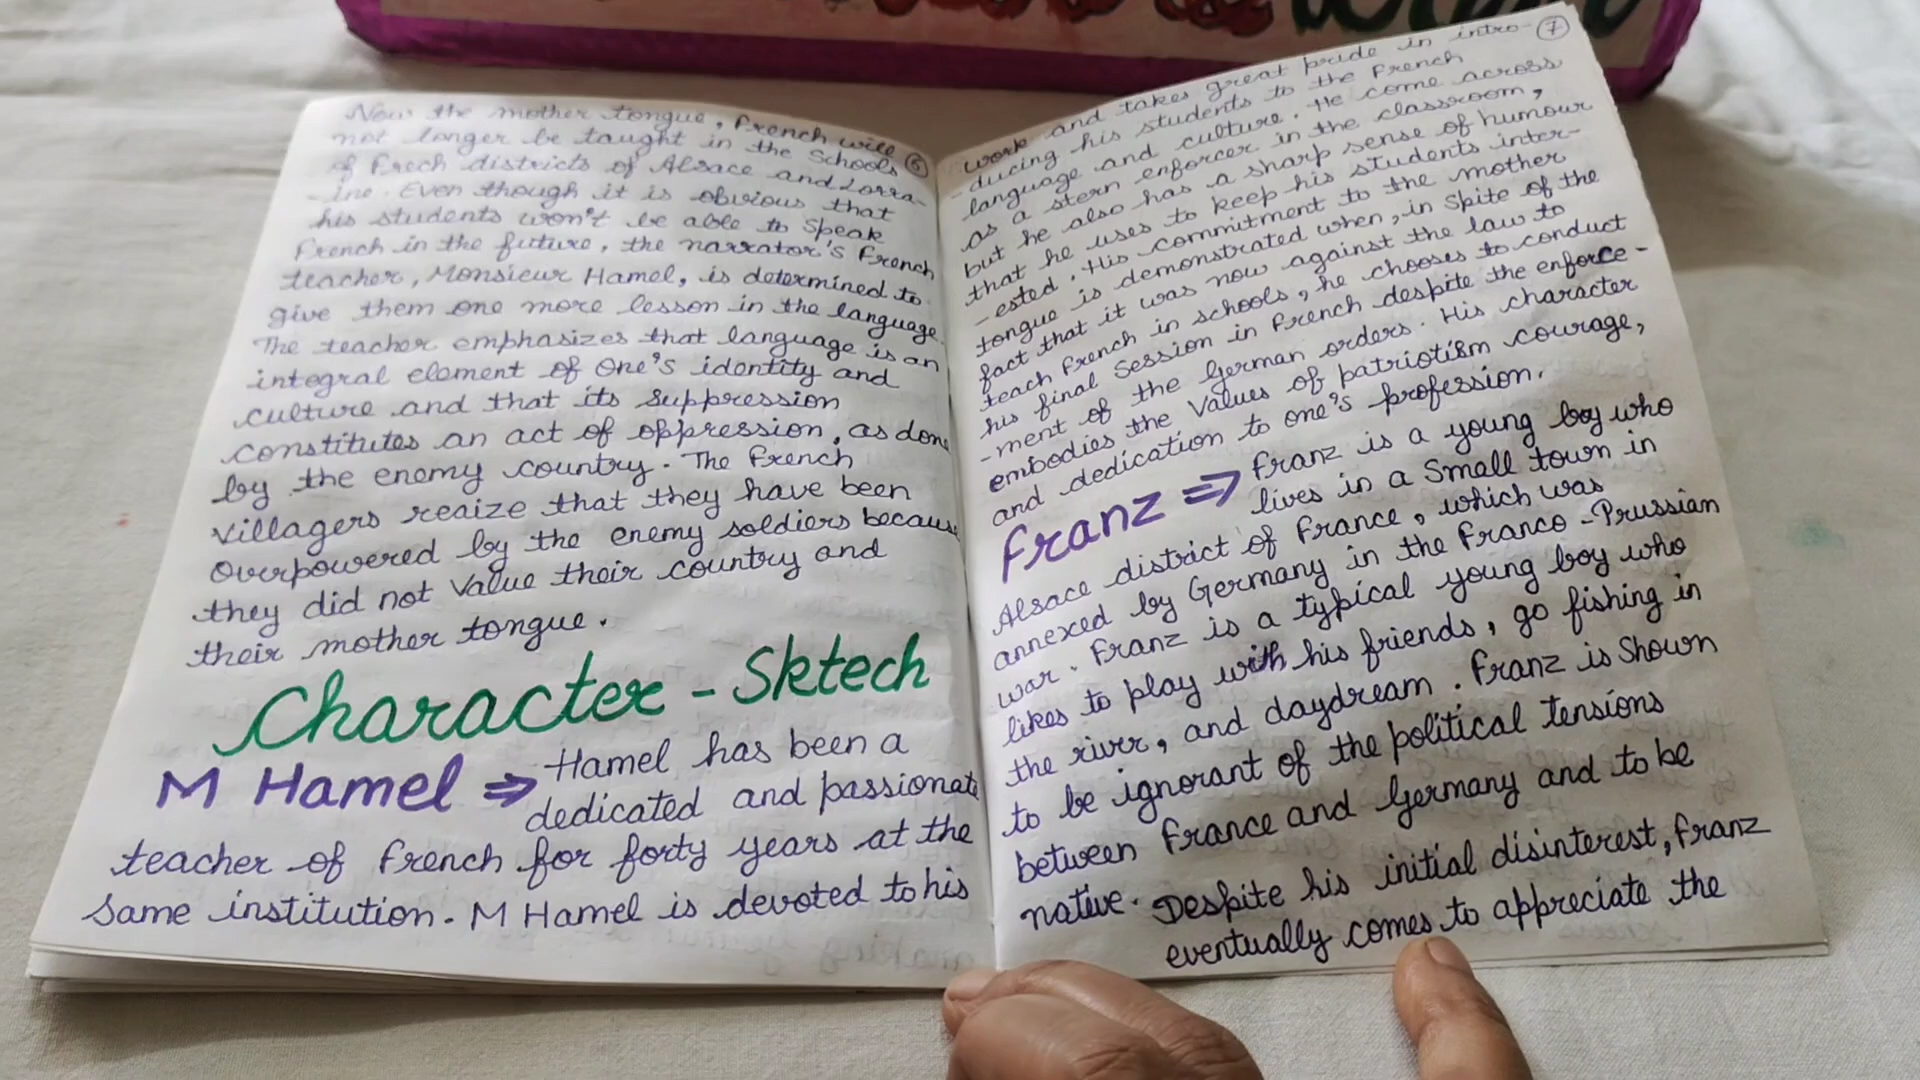 Now the mother tongue, French will
not longer be taught in the Schools 6
of Frech districts of Alsace and Lorra-
-ine. Even though it is obvious that
his students won't be able to speak
French in the future, the narrator's French
teacher, Monsieur Hamel, is determined to
give them one more lesson in the language.
The teacher emphasizes that language is an
integral element of one's identity and
culture and that its suppression
constitutes an act of oppression, as done
by the enemy country. The French
villagers reaize that they have been
overpowered by the enemy soldiers because
they did not value their country and
their mother tongue.
Character - Sktech
M Hamel ⇒ Hamel has been a
dedicated and passionate
teacher of French for forty years at the
same institution. M Hamel is devoted to his
work and takes great pride in intro- 7
-ducing his students to the French
language and culture. He come across
as a stern enforcer in the classroom,
but he also has a sharp sense of humour
that he uses to keep his students inter-
-ested. His commitment to the mother
tongue is demonstrated when, in spite of the
fact that it was now against the law to
teach French in schools, he chooses to conduct
his final Session in French despite the enforce-
-ment of the German orders. His character
embodies the values of patriotism courage,
and dedication to one's profession.
Franz ⇒ Franz is a young boy who
lives in a Small town in
Alsace district of France, which was
annexed by Germany in the Franco-Prussian
war. Franz is a typical young boy who
likes to play with his friends, go fishing in
the river, and daydream. Franz is Shown
to be ignorant of the political tensions
between France and Germany and to be
native. Despite his initial disinterest, Franz
eventually comes to appreciate the